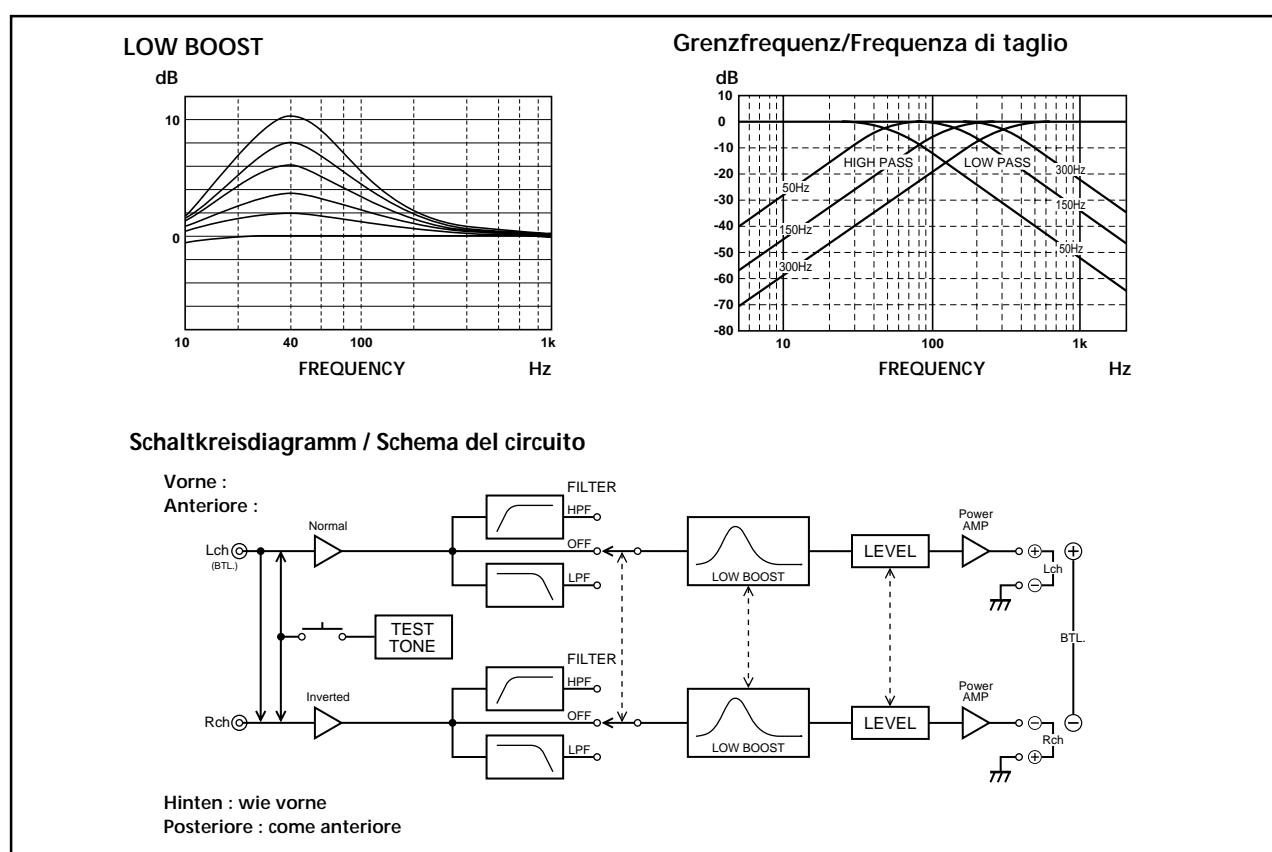 LOW BOOST
dB
10
0
10 40 100 1k
FREQUENCY Hz
Grenzfrequenz/Frequenza di taglio
dB
10
0
-10
-20
-30
-40
-50
-60
-70
-80
HIGH PASS LOW PASS
50Hz 300Hz
150Hz 150Hz
300Hz 50Hz
10 100 1k
FREQUENCY Hz
Schaltkreisdiagramm / Schema del circuito
Vorne :
Anteriore :
FILTER
HPF
Normal
Power
AMP
Lch
(BTL.)
OFF
LEVEL
Lch
LPF
LOW BOOST
TEST
TONE
BTL.
FILTER
HPF
Inverted
Power
AMP
Rch
OFF
LEVEL
Rch
LPF
LOW BOOST
Hinten : wie vorne
Posteriore : come anteriore